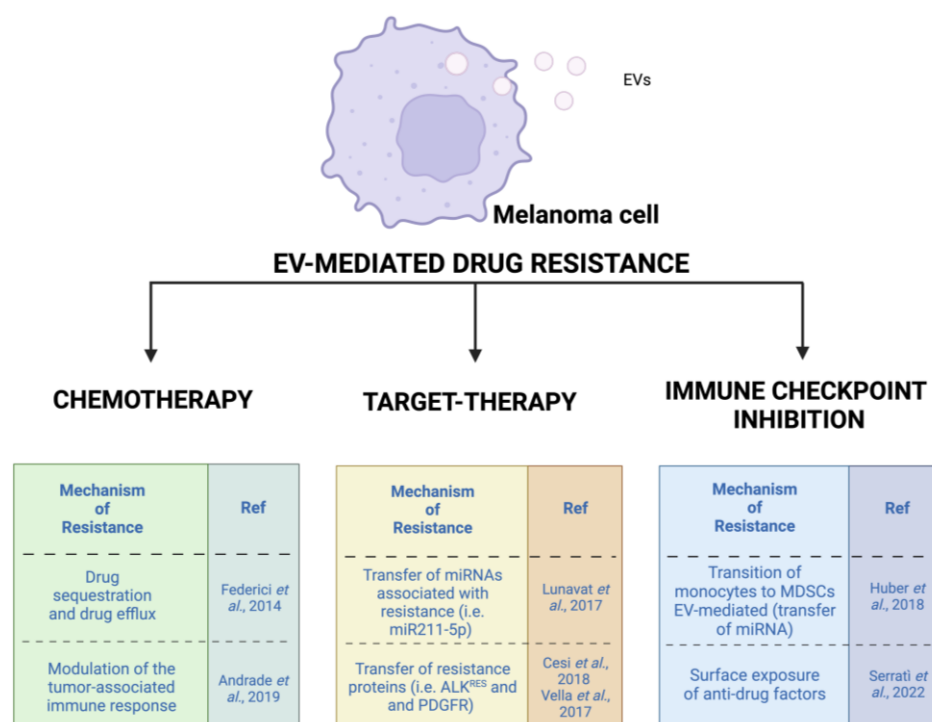 EVs
Melanoma cell
EV-MEDIATED DRUG RESISTANCE
CHEMOTHERAPY
TARGET-THERAPY
IMMUNE CHECKPOINT
INHIBITION
Mechanism
of
Resistance
Ref
Drug
sequestration
and drug efflux
Federici et
al., 2014
Modulation of the
tumor-associated
immune response
Andrade et
al., 2019
Mechanism
of
Resistance
Ref
Transfer of miRNAs
associated with
resistance (i.e.
miR211-5p)
Lunavat et
al., 2017
Transfer of resistance
proteins (i.e. ALKᴿᴱˢ and
and PDGFR)
Cesi et al.,
2018
Vella et al.,
2017
Mechanism
of
Resistance
Ref
Transition of
monocytes to MDSCs
EV-mediated (transfer
of miRNA)
Huber et
al., 2018
Surface exposure
of anti-drug factors
Serratì et
al., 2022